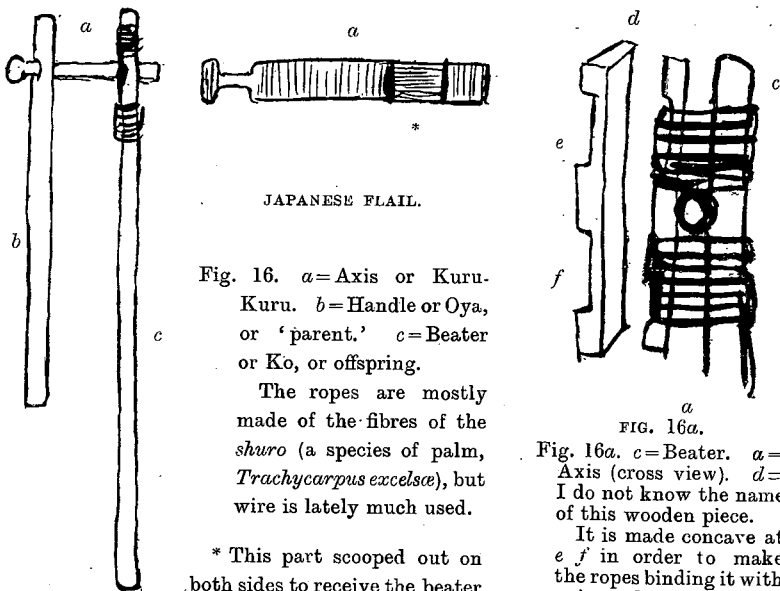 a
a
d
c
*
e
b
f
c
JAPANESE FLAIL.
Fig. 16. a=Axis or Kuru-
Kuru. b=Handle or Oya,
or ‘parent.’ c=Beater
or Ko, or offspring.
The ropes are mostly
made of the fibres of the
shuro (a species of palm,
Trachycarpus excelsæ), but
wire is lately much used.
* This part scooped out on
both sides to receive the beater
a
FIG. 16a.
Fig. 16a. c=Beater. a=
Axis (cross view). d=
I do not know the name
of this wooden piece.
It is made concave at
e f in order to make
the ropes binding it with